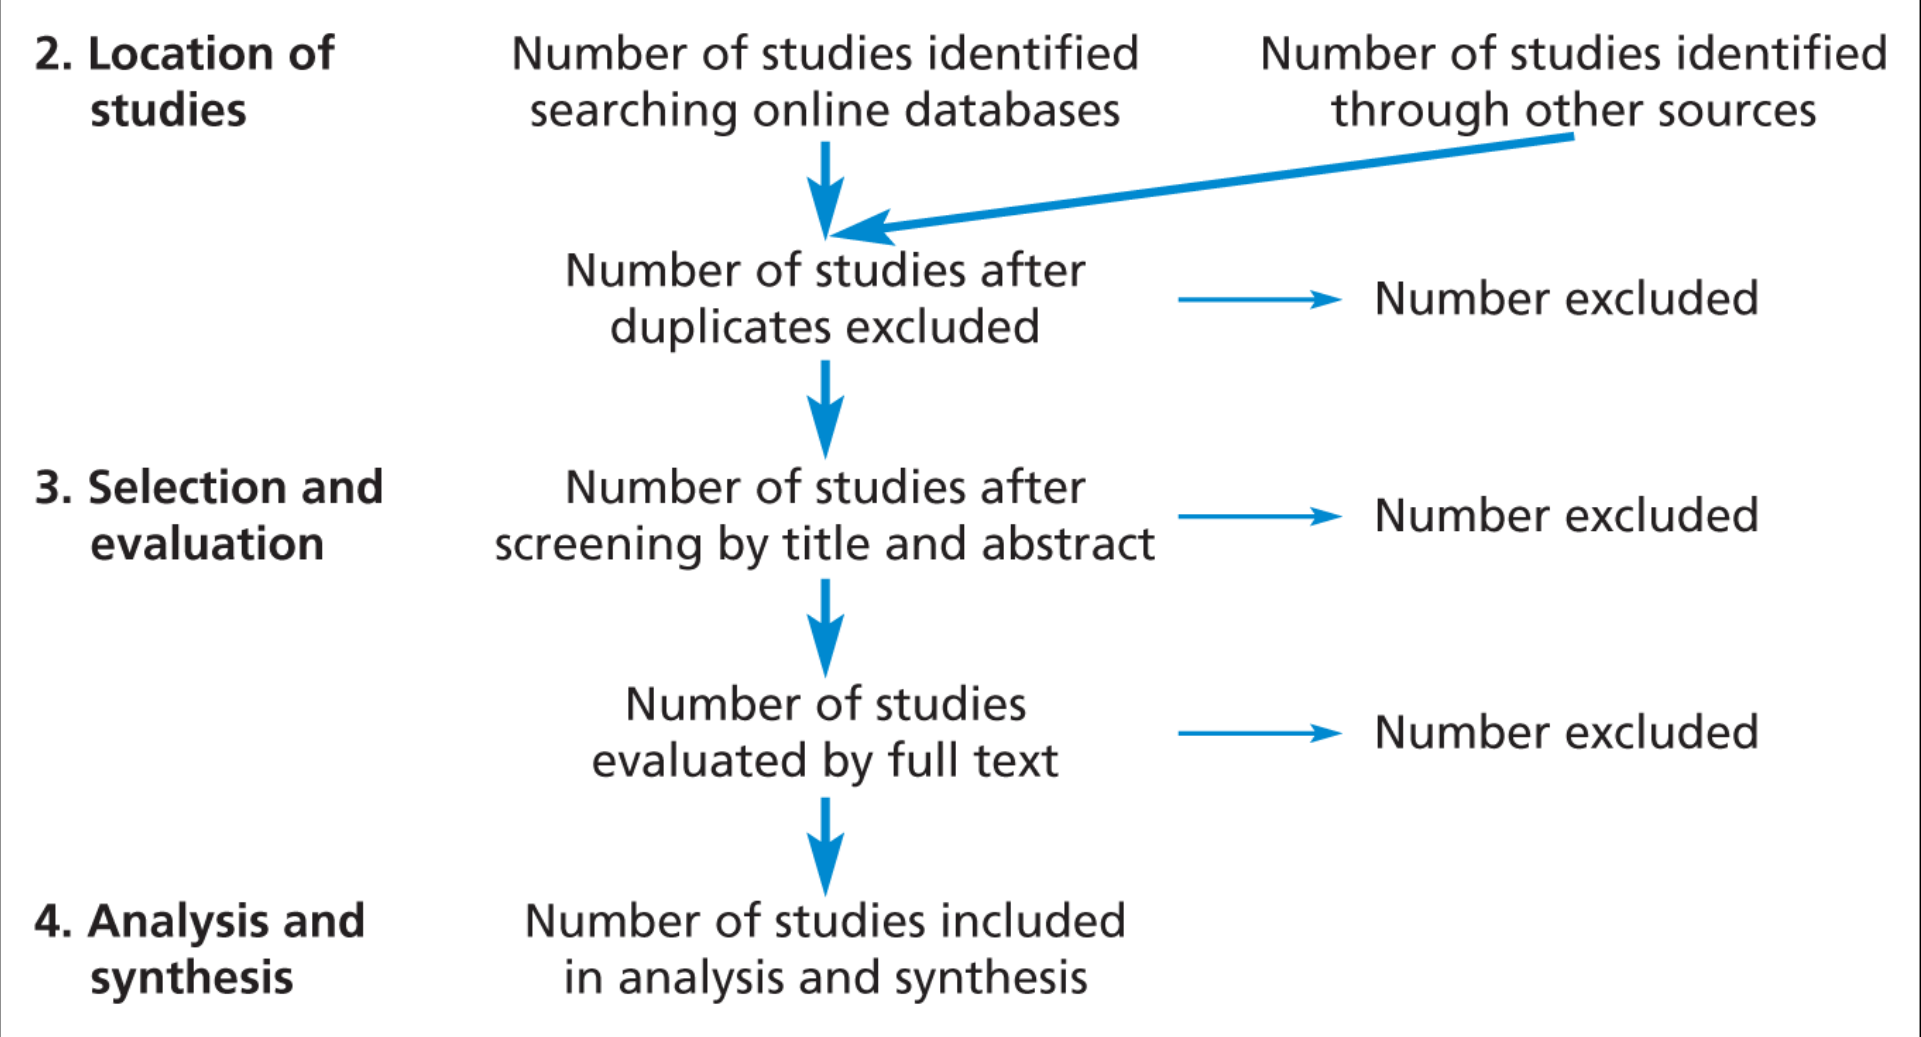 2. Location of
studies
Number of studies identified
searching online databases
Number of studies identified
through other sources
Number of studies after
duplicates excluded
Number excluded
3. Selection and
evaluation
Number of studies after
screening by title and abstract
Number excluded
Number of studies
evaluated by full text
Number excluded
4. Analysis and
synthesis
Number of studies included
in analysis and synthesis